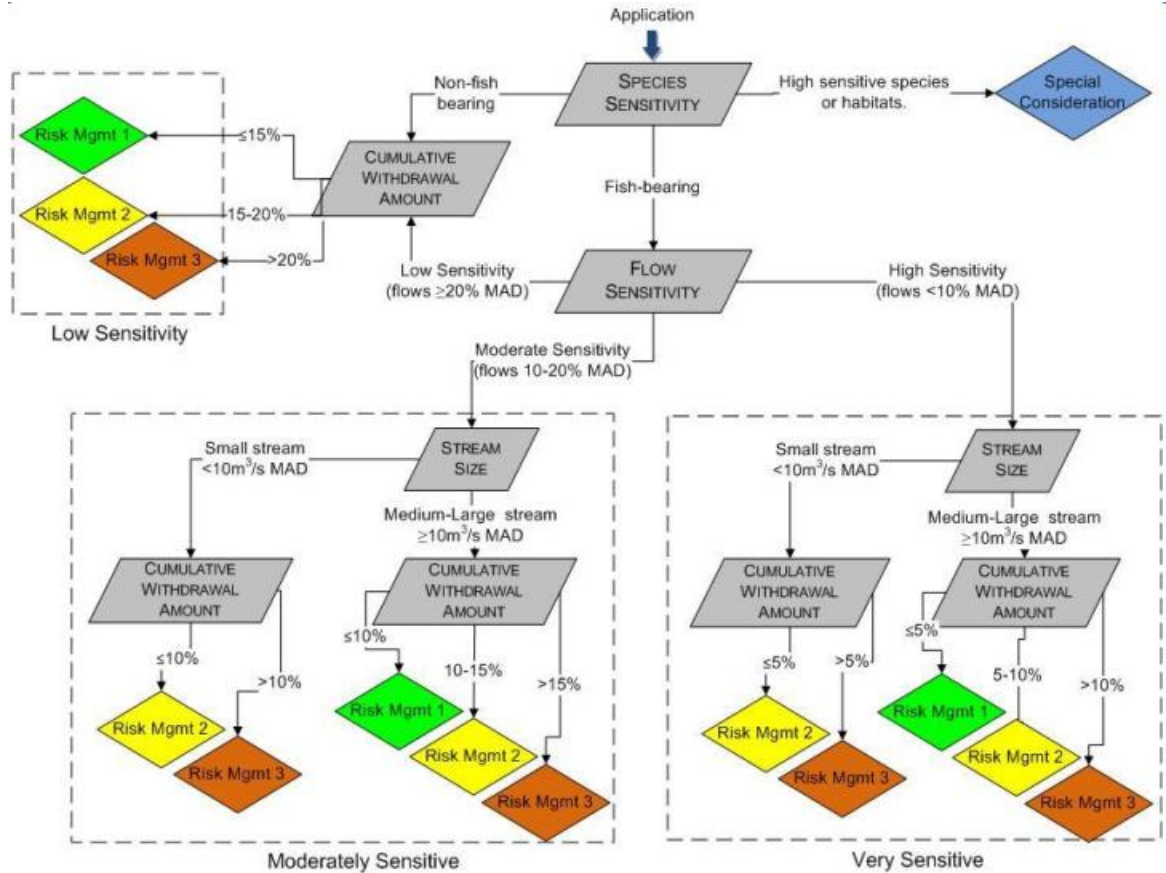 Application
SPECIES
SENSITIVITY
Non-fish
bearing
High sensitive species
or habitats.
Special
Consideration
Risk Mgmt 1
≤15%
CUMULATIVE
WITHDRAWAL
AMOUNT
Fish-bearing
Risk Mgmt 2
15-20%
Risk Mgmt 3
>20%
Low Sensitivity
Low Sensitivity
(flows ≥20% MAD)
FLOW
SENSITIVITY
High Sensitivity
(flows <10% MAD)
Moderate Sensitivity
(flows 10-20% MAD)
STREAM
SIZE
Small stream
<10m³/s MAD
Medium-Large stream
≥10m³/s MAD
CUMULATIVE
WITHDRAWAL
AMOUNT
CUMULATIVE
WITHDRAWAL
AMOUNT
≤10%
>10%
≤10%
10-15%
>15%
Risk Mgmt 2
Risk Mgmt 3
Risk Mgmt 1
Risk Mgmt 2
Risk Mgmt 3
Moderately Sensitive
STREAM
SIZE
Small stream
<10m³/s MAD
Medium-Large stream
≥10m³/s MAD
CUMULATIVE
WITHDRAWAL
AMOUNT
CUMULATIVE
WITHDRAWAL
AMOUNT
≤5%
>5%
≤5%
5-10%
>10%
Risk Mgmt 2
Risk Mgmt 3
Risk Mgmt 1
Risk Mgmt 2
Risk Mgmt 3
Very Sensitive